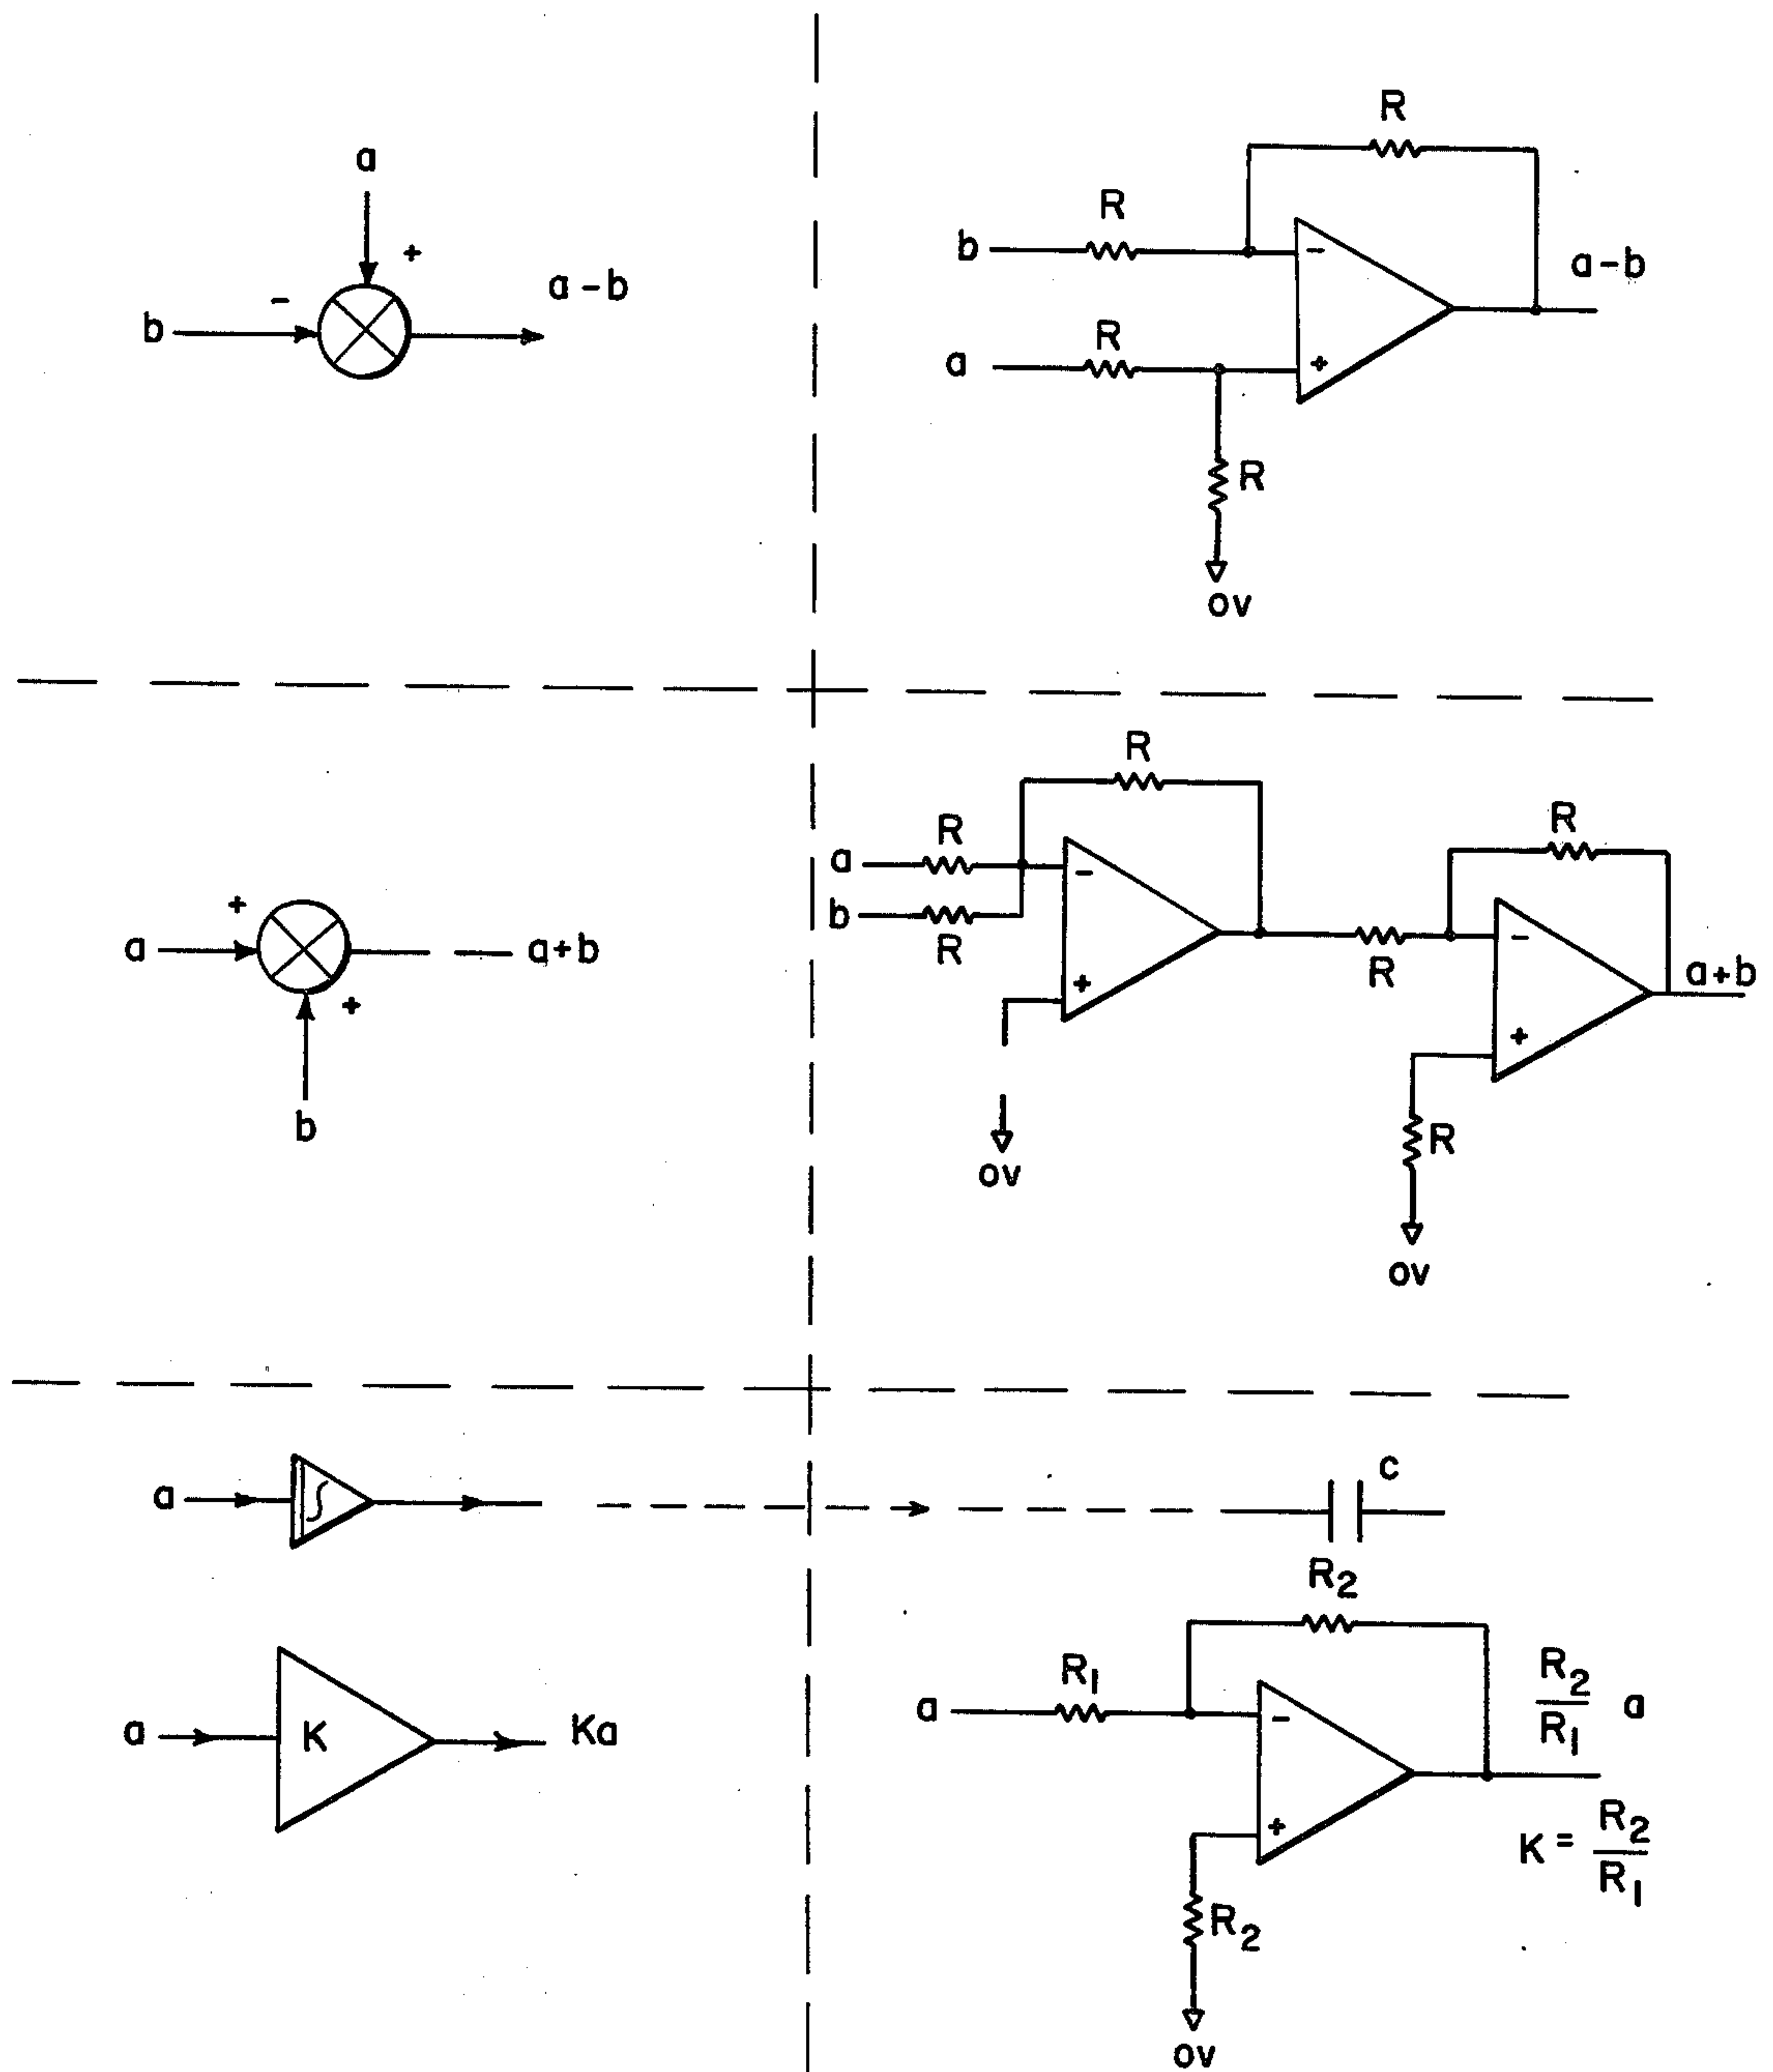 a
+
-
b
a-b
R
R
b
-
a-b
R
a
+
R
ov
+
a
a+b
+
b
R
R
R
a
-
b
R
-
R
+
a+b
+
R
ov
ov
a
∫
c
R2
a
K
Ka
R1
a
-
R2/R1 a
+
K = R2/R1
R2
ov